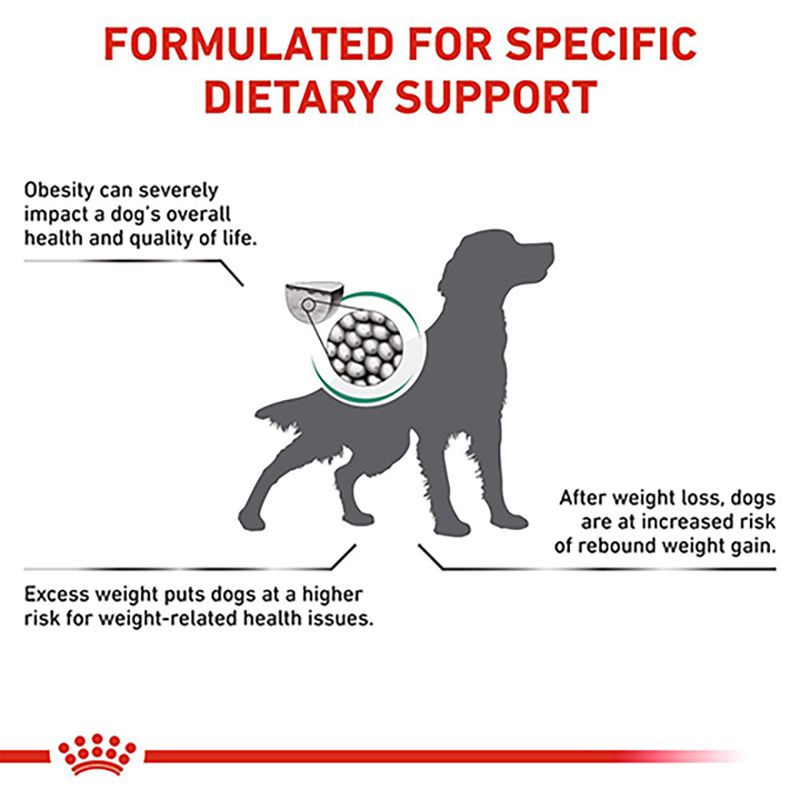 FORMULATED FOR SPECIFIC
DIETARY SUPPORT
Obesity can severely
impact a dog's overall
health and quality of life.
After weight loss, dogs
are at increased risk
of rebound weight gain.
Excess weight puts dogs at a higher
risk for weight-related health issues.